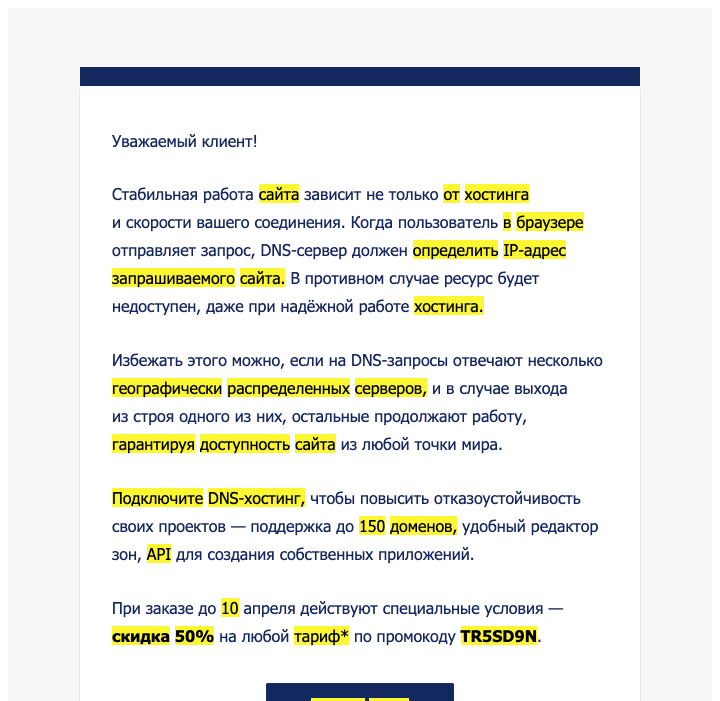 Уважаемый клиент!
Стабильная работа сайта зависит не только от хостинга
и скорости вашего соединения. Когда пользователь в браузере
отправляет запрос, DNS-сервер должен определить IP-адрес
запрашиваемого сайта. В противном случае ресурс будет
недоступен, даже при надёжной работе хостинга.
Избежать этого можно, если на DNS-запросы отвечают несколько
географически распределенных серверов, и в случае выхода
из строя одного из них, остальные продолжают работу,
гарантируя доступность сайта из любой точки мира.
Подключите DNS-хостинг, чтобы повысить отказоустойчивость
своих проектов — поддержка до 150 доменов, удобный редактор
зон, API для создания собственных приложений.
При заказе до 10 апреля действуют специальные условия —
скидка 50% на любой тариф* по промокоду TR5SD9N.